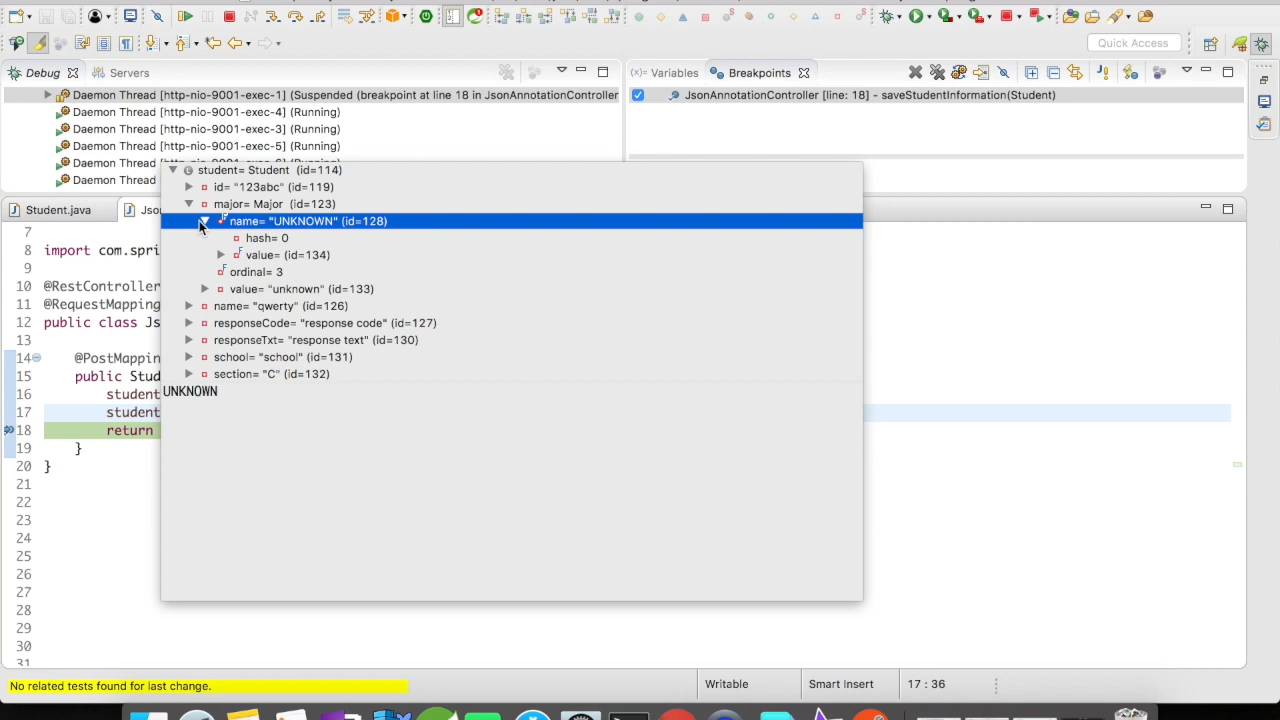 Quick Access
Debug
Servers
(x)= Variables
Breakpoints
Daemon Thread [http-nio-9001-exec-1] (Suspended (breakpoint at line 18 in JsonAnnotationController
Daemon Thread [http-nio-9001-exec-4] (Running)
Daemon Thread [http-nio-9001-exec-3] (Running)
Daemon Thread [http-nio-9001-exec-5] (Running)
Daemon Thread [http-nio-9001-exec-6] (Running)
Daemon Thread
JsonAnnotationController [line: 18] - saveStudentInformation(Student)
student= Student (id=114)
id= "123abc" (id=119)
major= Major (id=123)
name= "UNKNOWN" (id=128)
hash= 0
value= (id=134)
ordinal= 3
value= "unknown" (id=133)
name= "qwerty" (id=126)
responseCode= "response code" (id=127)
responseTxt= "response text" (id=130)
school= "school" (id=131)
section= "C" (id=132)
UNKNOWN
Student.java
Jso
7
8 import com.spri
9
10 @RestController
11 @RequestMapping
12 public class Js
13
14 @PostMappin
15 public Stud
16 student
17 student
18 return
19 }
20 }
21
22
23
24
25
26
27
28
29
30
31
No related tests found for last change.
Writable
Smart Insert
17 : 36